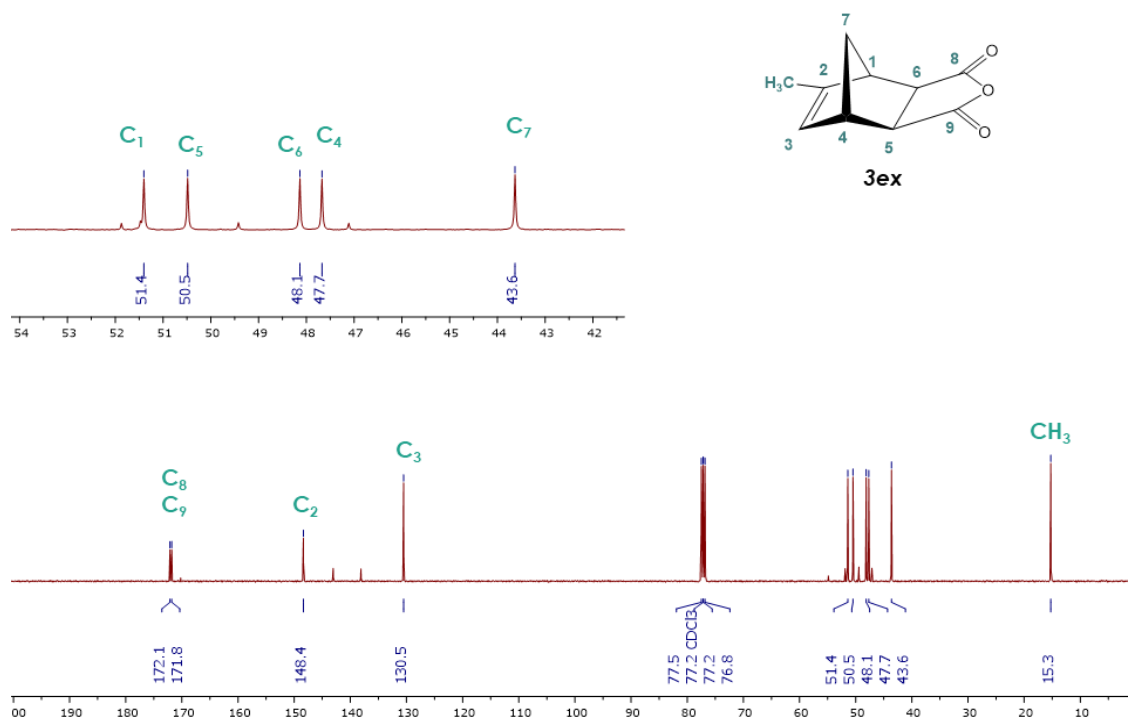 7
8
O
1
6
2
H₃C
O
9
4
O
5
3
3ex
C₁
C₅
C₆
C₄
C₇
51.4
50.5
48.1
47.7
43.6
54 53 52 51 50 49 48 47 46 45 44 43 42
CH₃
C₃
C₈
C₉
C₂
172.1
171.8
148.4
130.5
77.5
77.2 CDCl3
77.2
76.8
51.4
50.5
48.1
47.7
43.6
15.3
00 190 180 170 160 150 140 130 120 110 100 90 80 70 60 50 40 30 20 10